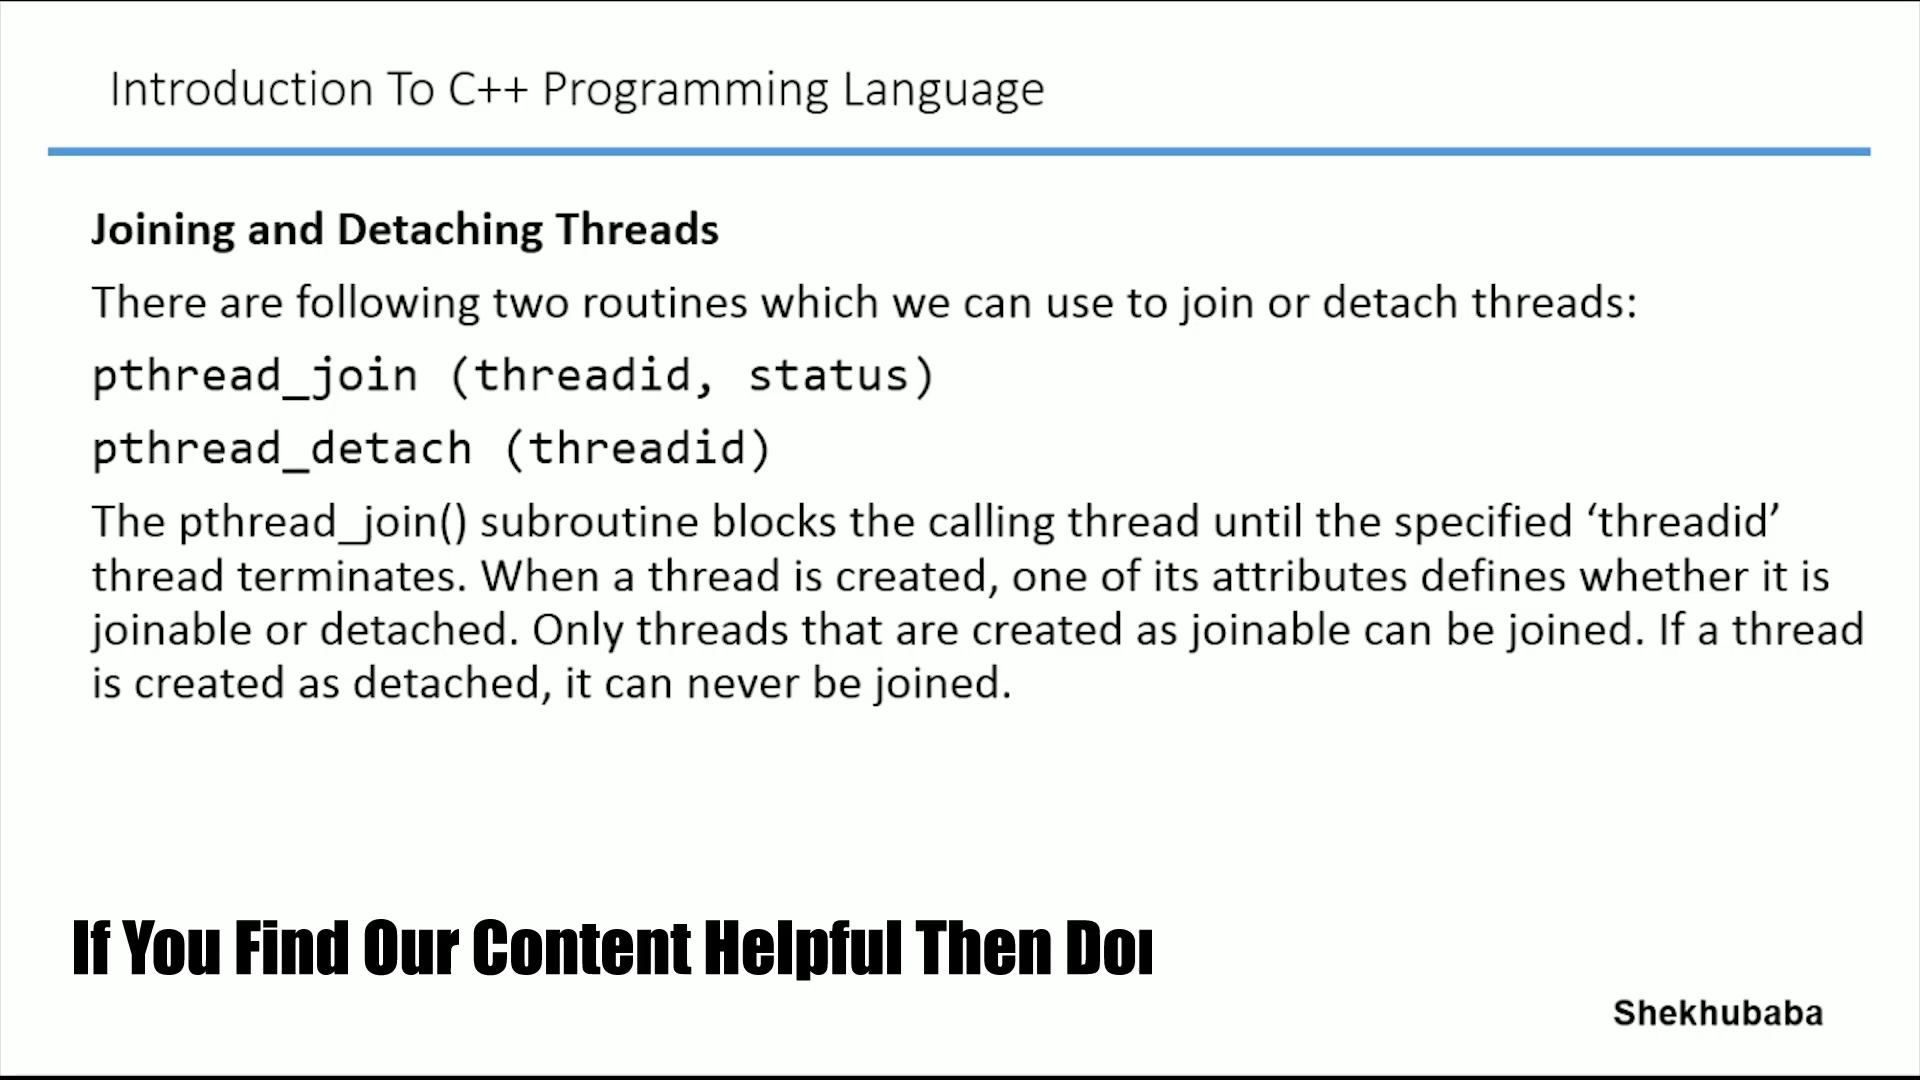 Introduction To C++ Programming Language
Joining and Detaching Threads
There are following two routines which we can use to join or detach threads:
pthread_join (threadid, status)
pthread_detach (threadid)
The pthread_join() subroutine blocks the calling thread until the specified ‘threadid’
thread terminates. When a thread is created, one of its attributes defines whether it is
joinable or detached. Only threads that are created as joinable can be joined. If a thread
is created as detached, it can never be joined.
If You Find Our Content Helpful Then
Shekhubaba